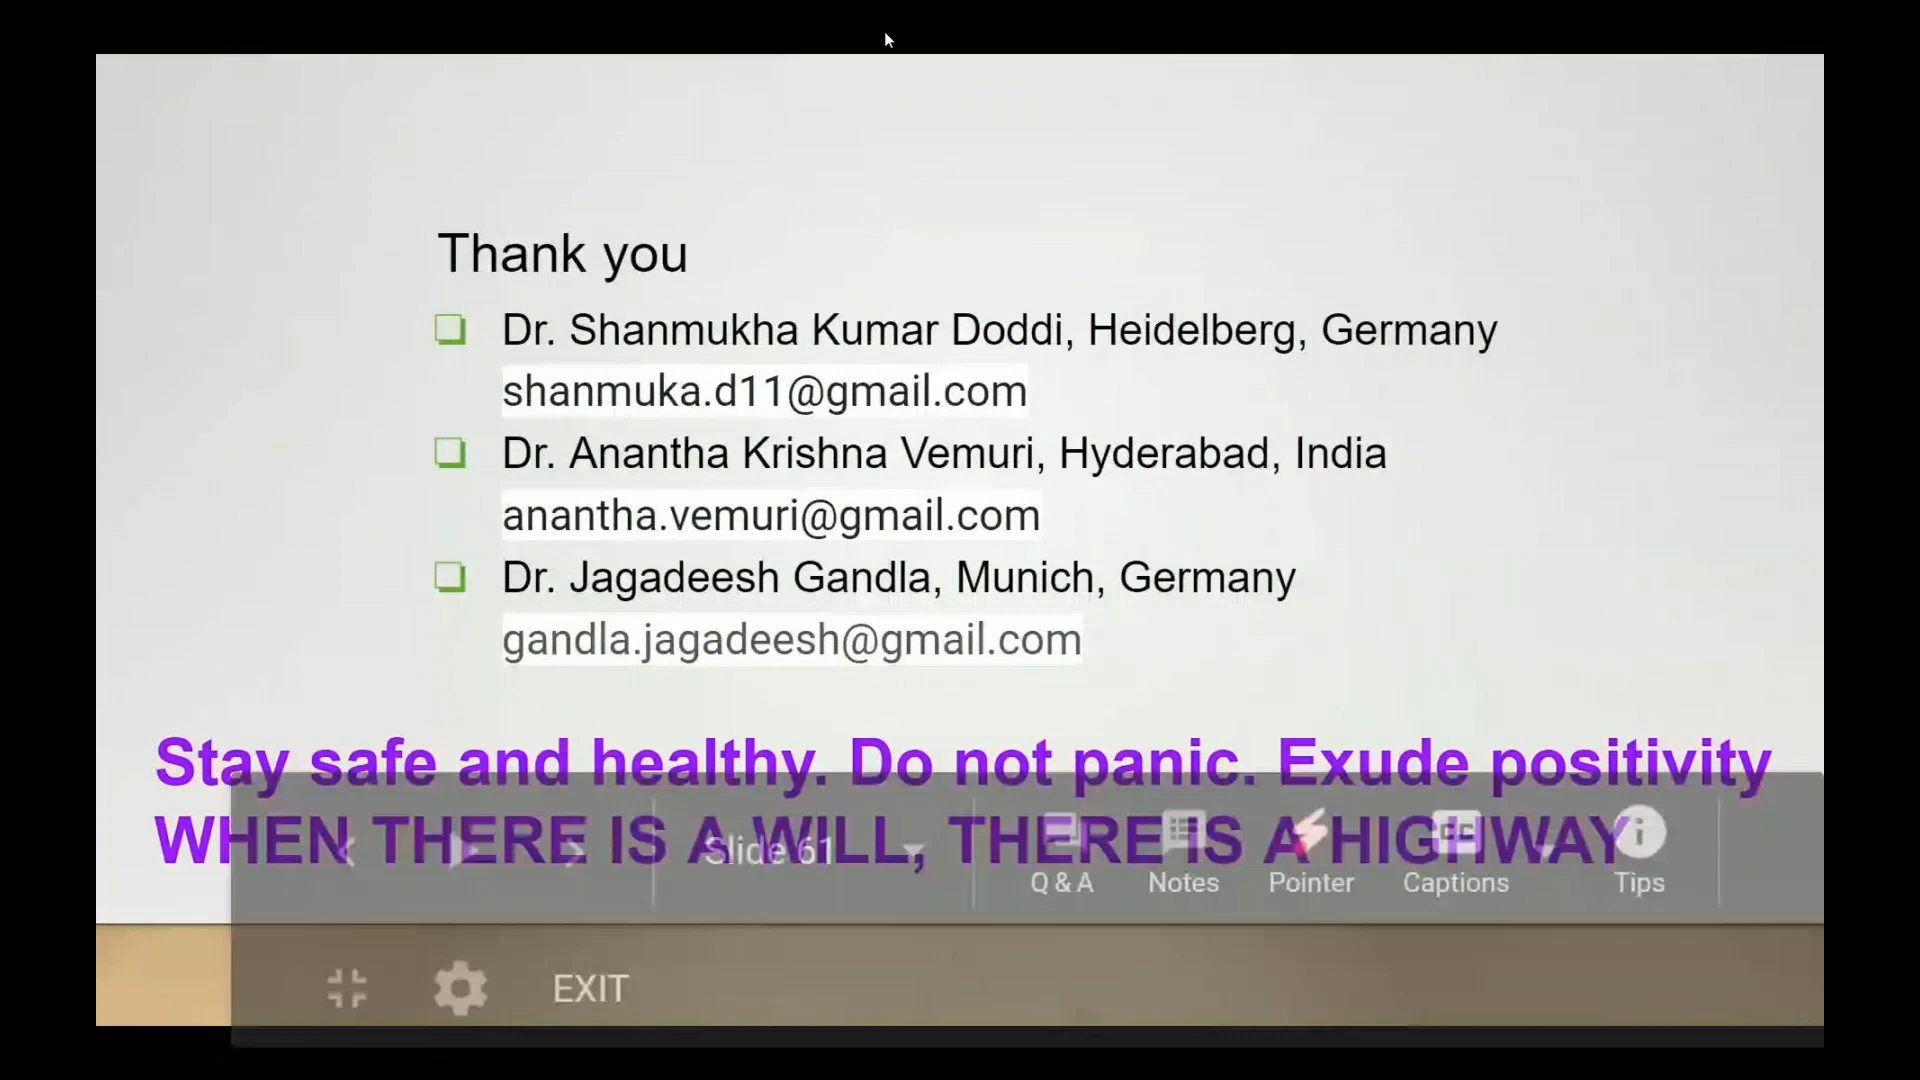 Thank you
Dr. Shanmukha Kumar Doddi, Heidelberg, Germany
shanmuka.d11@gmail.com
Dr. Anantha Krishna Vemuri, Hyderabad, India
anantha.vemuri@gmail.com
Dr. Jagadeesh Gandla, Munich, Germany
gandla.jagadeesh@gmail.com
Stay safe and healthy. Do not panic. Exude positivity
WHEN THERE IS A WILL, THERE IS A HIGHWAY
Slide 61
Q & A Notes Pointer Captions Tips
EXIT